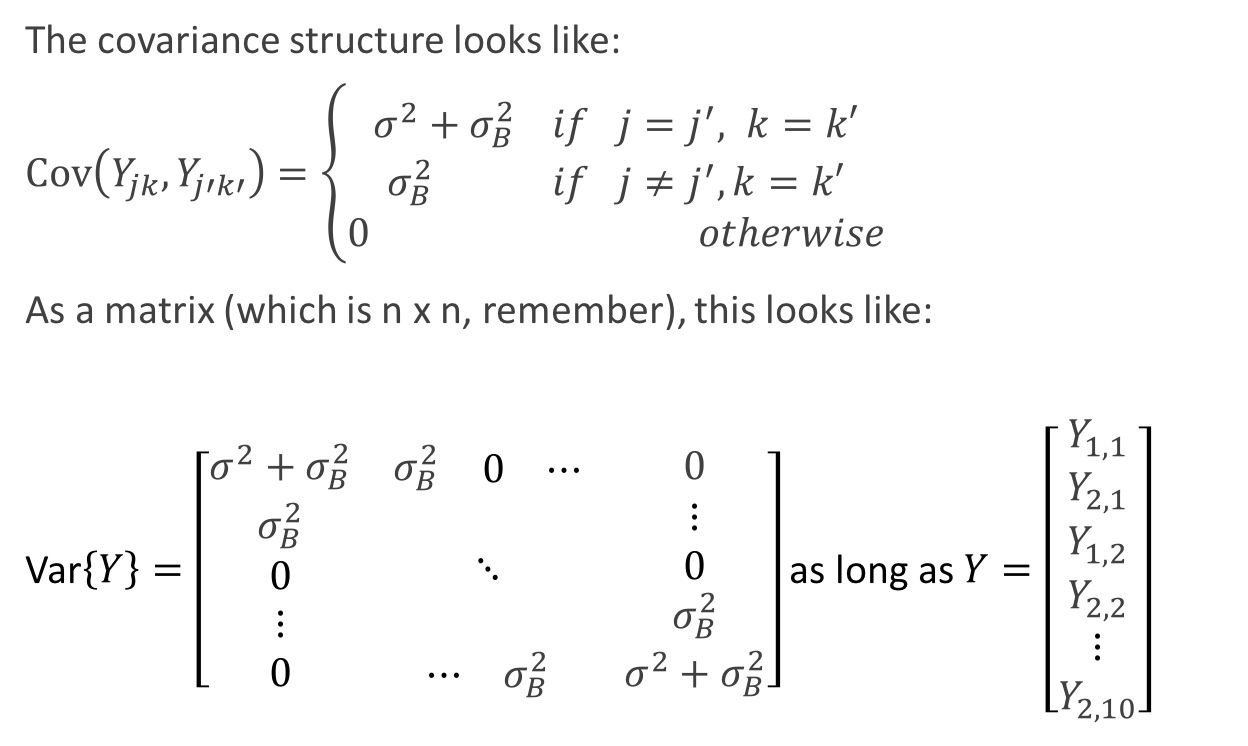 The covariance structure looks like:
Cov(Y_{jk}, Y_{j′k′}) = { σ² + σ_B² if j = j′, k = k′
σ_B² if j ≠ j′, k = k′
0 otherwise
As a matrix (which is n x n, remember), this looks like:
Var{Y} = [ σ² + σ_B² σ_B² 0 ⋯ 0
σ_B² ⋮
0 ⋱ 0
⋮ σ_B²
0 ⋯ σ_B² σ² + σ_B² ] as long as Y = [ Y_{1,1}
Y_{2,1}
Y_{1,2}
Y_{2,2}
⋮
Y_{2,10} ]